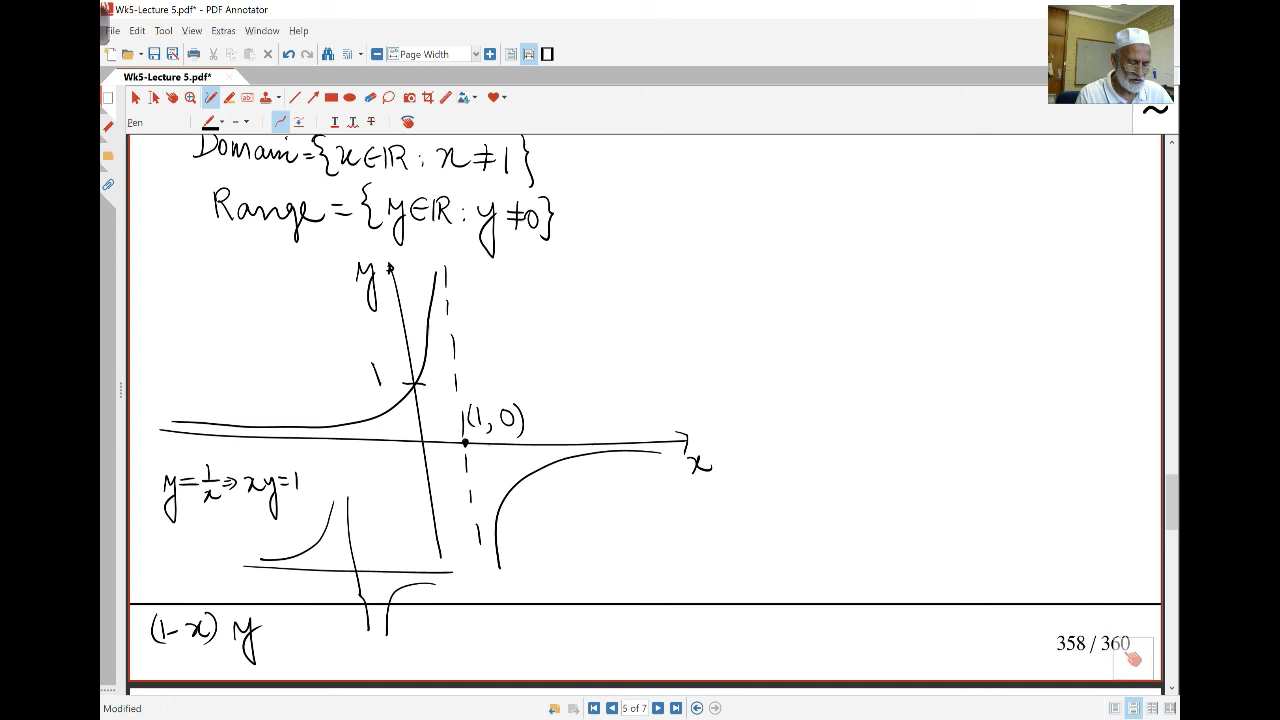 Wk5-Lecture 5.pdf* - PDF Annotator
File Edit Tool View Extras Window Help
Page Width
Wk5-Lecture 5.pdf*
Pen
Domain = {x∈ℝ : x ≠ 1}
Range = {y∈ℝ : y ≠ 0}
y
1
(1, 0)
x
y = 1/x ⇒ xy = 1
(1-x) y
358 / 360
Modified
5 of 7